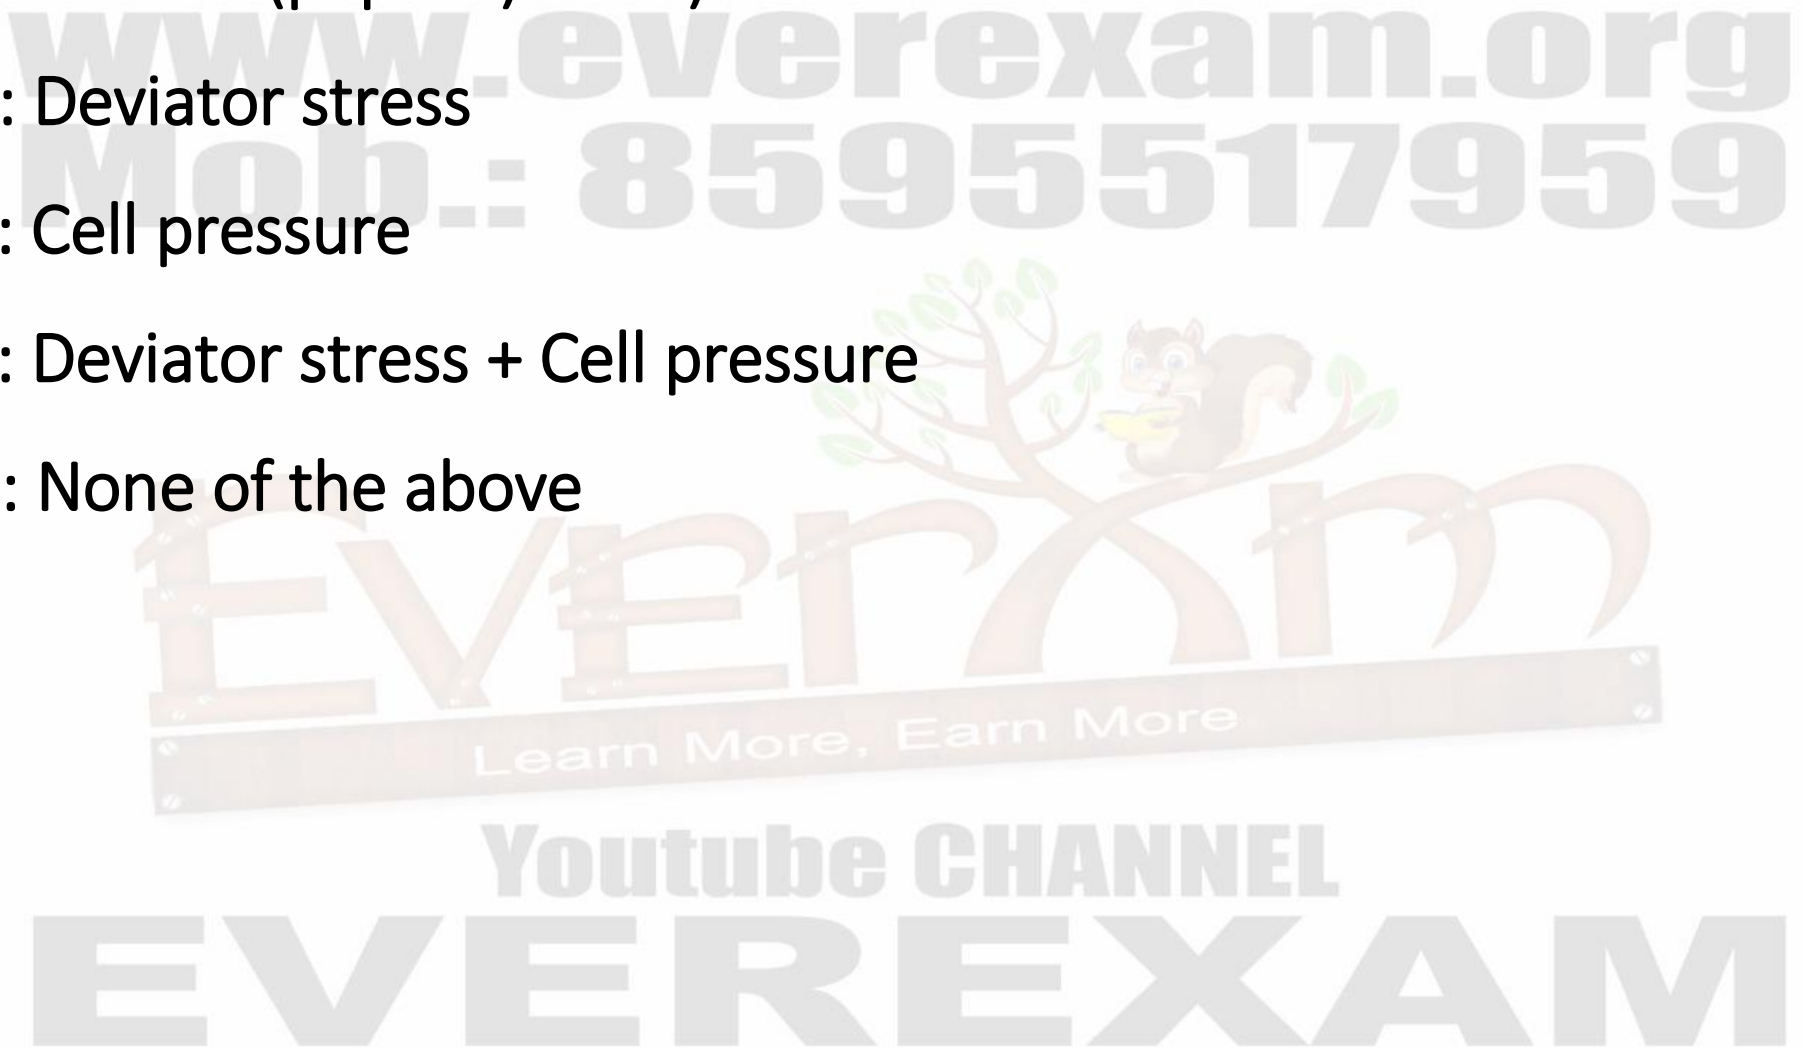 www.everexam.org
: Deviator stress
Mob.: 8595517959
: Cell pressure
: Deviator stress + Cell pressure
: None of the above
Everxm
Learn More, Earn More
Youtube CHANNEL
EVEREXAM